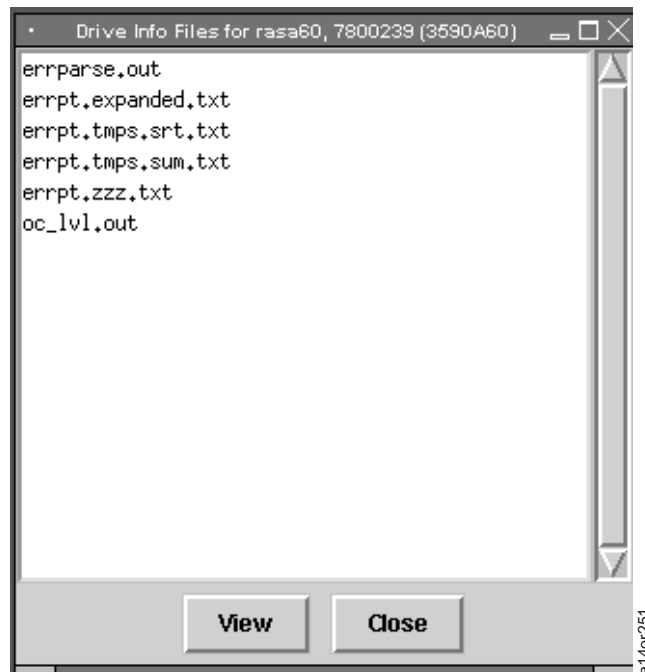 Drive Info Files for rasa60, 7800239 (3590A60)
errparse.out
errpt.expanded.txt
errpt.tmps.srt.txt
errpt.tmps.sum.txt
errpt.zzz.txt
oc_lvl.out
View Close